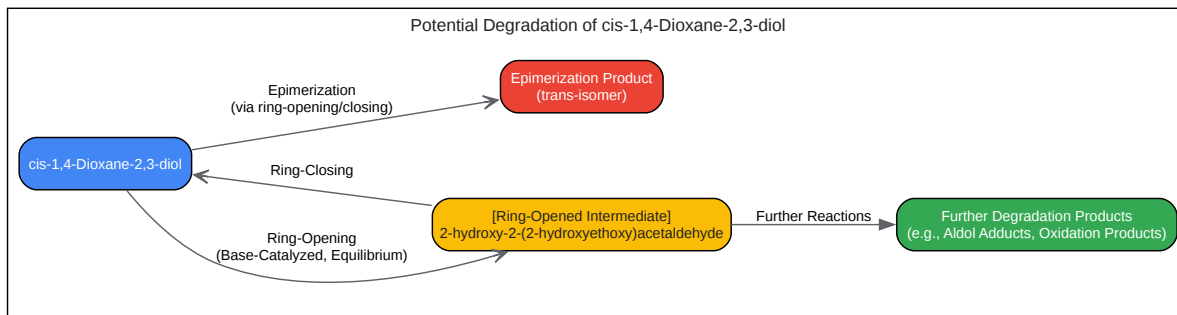 Potential Degradation of cis-1,4-Dioxane-2,3-diol
Epimerization
(via ring-opening/closing)
Epimerization Product
(trans-isomer)
cis-1,4-Dioxane-2,3-diol
Ring-Closing
[Ring-Opened Intermediate]
2-hydroxy-2-(2-hydroxyethoxy)acetaldehyde
Further Reactions
Further Degradation Products
(e.g., Aldol Adducts, Oxidation Products)
Ring-Opening
(Base-Catalyzed, Equilibrium)